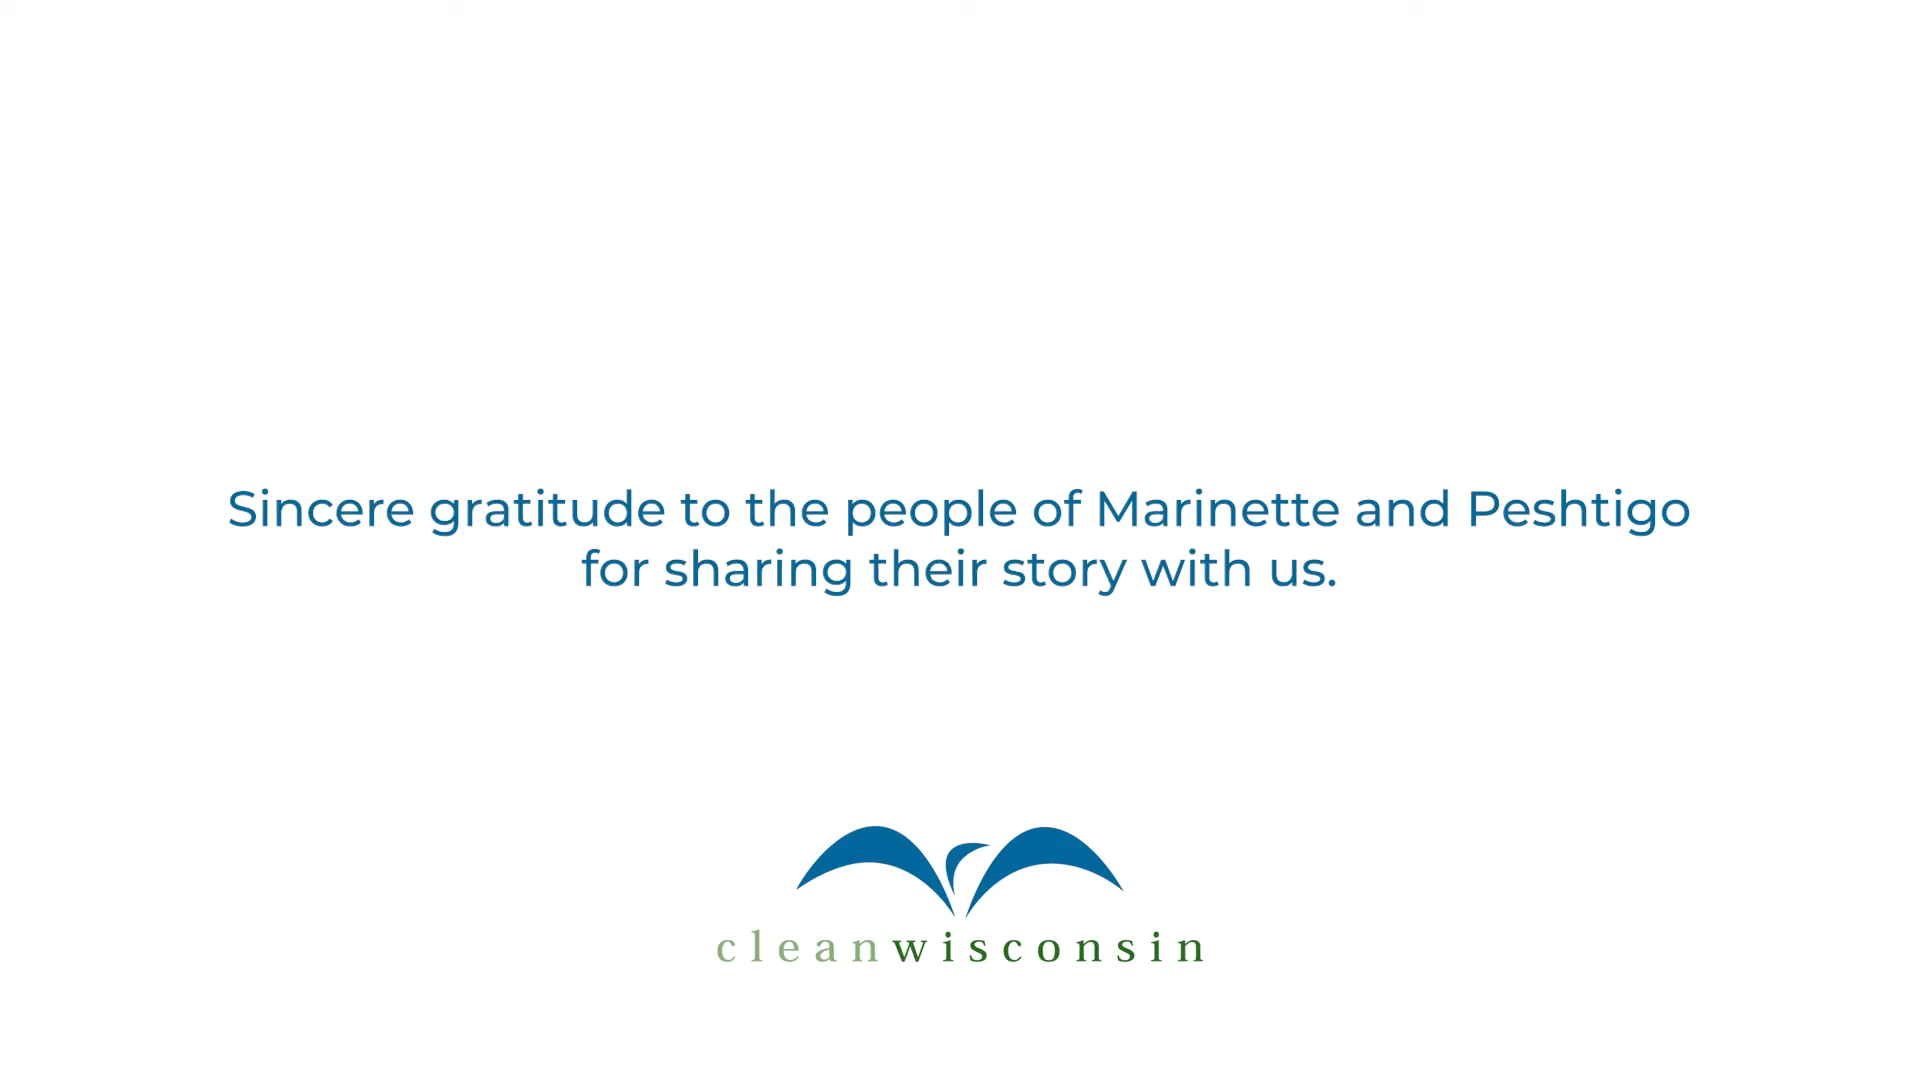 Sincere gratitude to the people of Marinette and Peshtigo
for sharing their story with us.
cleanwisconsin